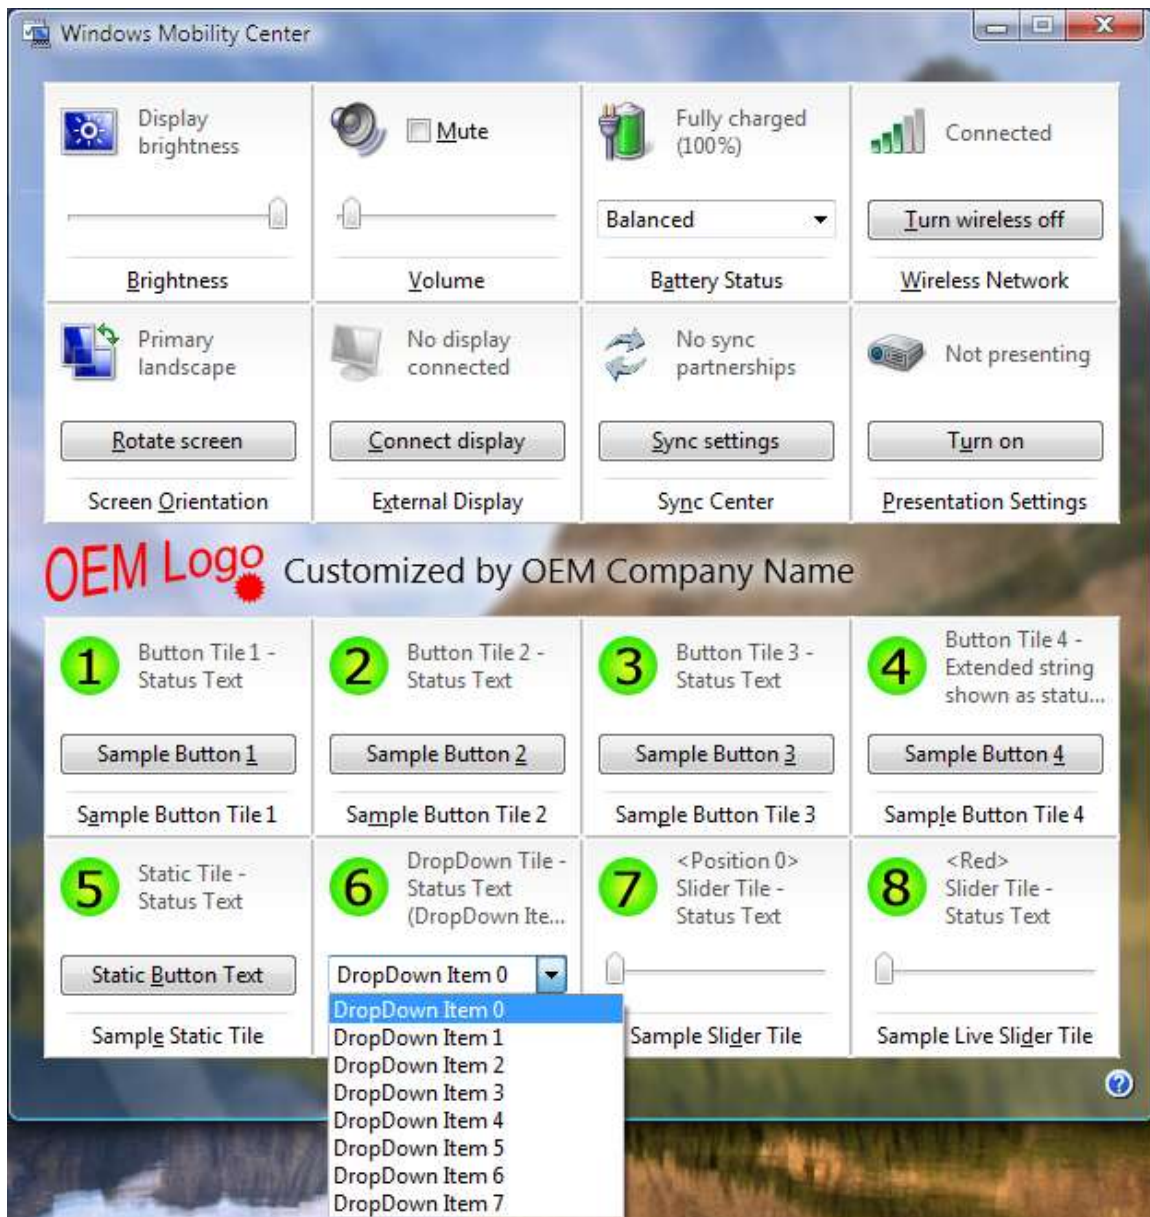 Windows Mobility Center
Display
brightness
Brightness
Mute
Volume
Fully charged
(100%)
Balanced
Battery Status
Connected
Turn wireless off
Wireless Network
Primary
landscape
Rotate screen
Screen Orientation
No display
connected
Connect display
External Display
No sync
partnerships
Sync settings
Sync Center
Not presenting
Turn on
Presentation Settings
OEM Logo
Customized by OEM Company Name
1
Button Tile 1 -
Status Text
Sample Button 1
Sample Button Tile 1
2
Button Tile 2 -
Status Text
Sample Button 2
Sample Button Tile 2
3
Button Tile 3 -
Status Text
Sample Button 3
Sample Button Tile 3
4
Button Tile 4 -
Extended string
shown as statu...
Sample Button 4
Sample Button Tile 4
5
Static Tile -
Status Text
Static Button Text
Sample Static Tile
6
DropDown Tile -
Status Text
(DropDown Ite...
DropDown Item 0
DropDown Item 0
DropDown Item 1
DropDown Item 2
DropDown Item 3
DropDown Item 4
DropDown Item 5
DropDown Item 6
DropDown Item 7
7
<Position 0>
Slider Tile -
Status Text
Sample Slider Tile
8
<Red>
Slider Tile -
Status Text
Sample Live Slider Tile
?